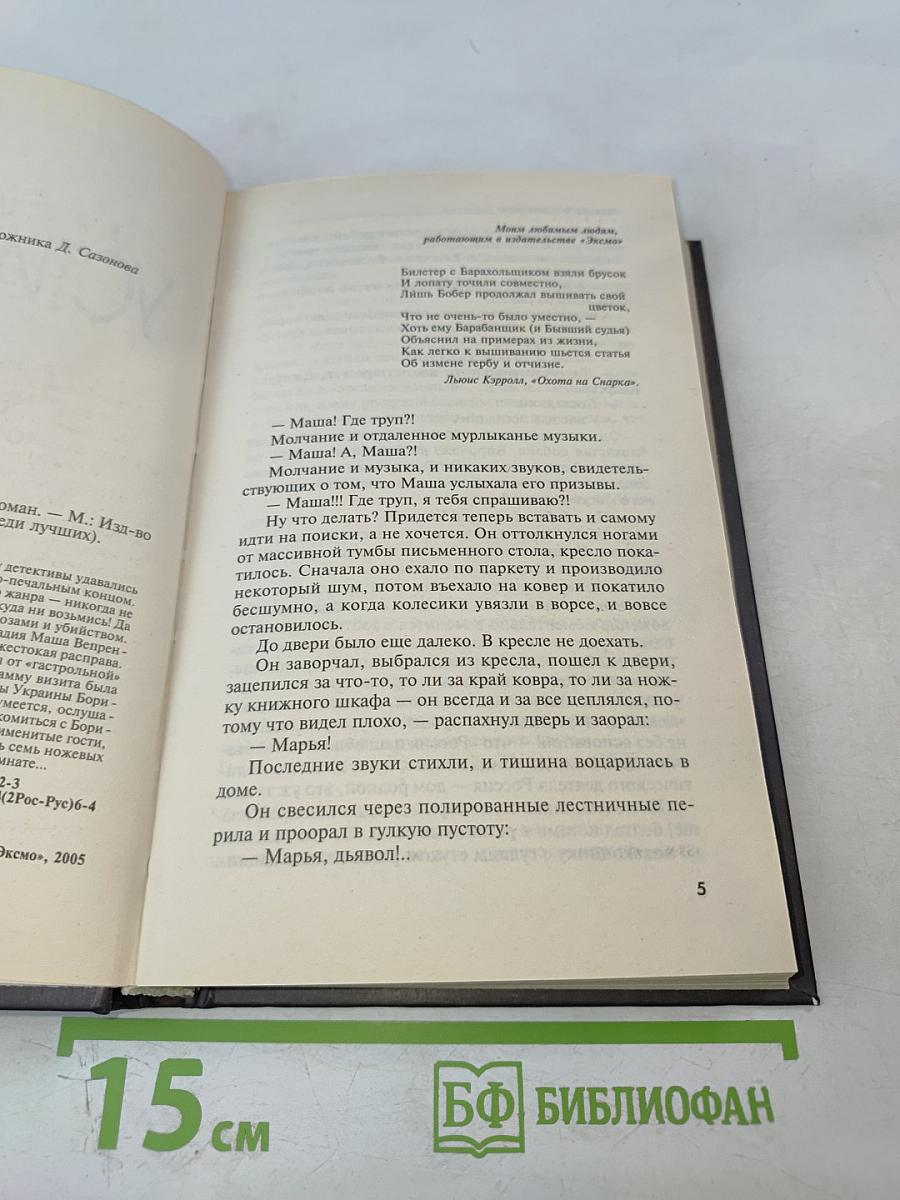 ожника Д. Сазонова
оман. — М.: Изд-во
еди лучших).
у детективы удавались
о-печальным концом.
о жанра — никогда не
куда ни возьмись! Да
розами и убийством.
адия Маша Вепрен-
жестокая расправа.
я от «гастрольной»
амму визита была
ы Украины Бори-
умеется, ослуша-
комиться с Бори-
именитые гости,
ь семь ножевых
мнате...
2-3
4(2Рос-Рус)6-4
Эксмо», 2005
Моим любимым людям,
работающим в издательстве «Эксмо»
Билетер с Барахольщиком взяли брусок
И лопату точили совместно,
Лишь Бобер продолжал вышивать свой
цветок,
Что не очень-то было уместно, —
Хоть ему Барабанщик (и Бывший судья)
Объяснил на примерах из жизни,
Как легко к вышиванию шьется статья
Об измене гербу и отчизне.
Льюис Кэрролл, «Охота на Снарка».
— Маша! Где труп?!
Молчание и отдаленное мурлыканье музыки.
— Маша! А, Маша?!
Молчание и музыка, и никаких звуков, свидетель-
ствующих о том, что Маша услыхала его призывы.
— Маша!!! Где труп, я тебя спрашиваю?!
Ну что делать? Придется теперь вставать и самому
идти на поиски, а не хочется. Он оттолкнулся ногами
от массивной тумбы письменного стола, кресло пока-
тилось. Сначала оно ехало по паркету и производило
некоторый шум, потом въехало на ковер и покатило
бесшумно, а когда колесики увязли в ворсе, и вовсе
остановилось.
До двери было еще далеко. В кресле не доехать.
Он заворчал, выбрался из кресла, пошел к двери,
зацепился за что-то, то ли за край ковра, то ли за нож-
ку книжного шкафа — он всегда и за все цеплялся, по-
тому что видел плохо, — распахнул дверь и заорал:
— Марья!
Последние звуки стихли, и тишина воцарилась в
доме.
Он свесился через полированные лестничные пе-
рила и проорал в гулкую пустоту:
— Марья, дьявол!..
5
15 см
БФ БИБЛИОФАН